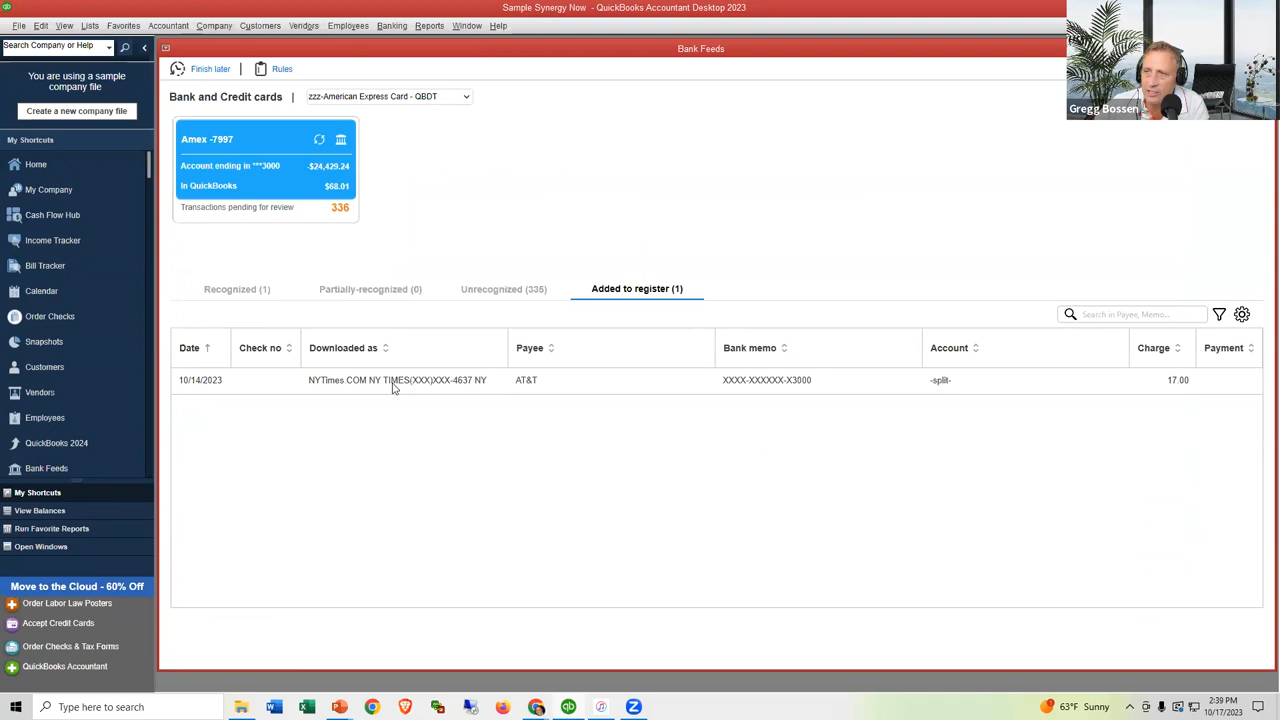 Sample Synergy Now - QuickBooks Accountant Desktop 2023
File Edit View Lists Favorites Accountant Company Customers Vendors Employees Banking Reports Window Help
Search Company or Help
You are using a sample
company file
Create a new company file
My Shortcuts
Home
My Company
Cash Flow Hub
Income Tracker
Bill Tracker
Calendar
Order Checks
Snapshots
Customers
Vendors
Employees
QuickBooks 2024
Bank Feeds
My Shortcuts
View Balances
Run Favorite Reports
Open Windows
Move to the Cloud - 60% Off
Order Labor Law Posters
Accept Credit Cards
Order Checks & Tax Forms
QuickBooks Accountant
Bank Feeds
Finish later | Rules
Bank and Credit cards | zzz-American Express Card - QBDT
Amex -7997
Account ending in ***3000 -$24,429.24
In QuickBooks $68.01
Transactions pending for review 336
Recognized (1) Partially-recognized (0) Unrecognized (335) Added to register (1)
Search in Payee, Memo..
Date Check no Downloaded as Payee Bank memo Account Charge Payment
10/14/2023 NYTimes.COM NY TIMES(XXX)XXX-4637 NY AT&T XXXX-XXXXXX-X3000 -split- 17.00
Gregg Bossen
Type here to search
63°F Sunny
2:39 PM
10/17/2023